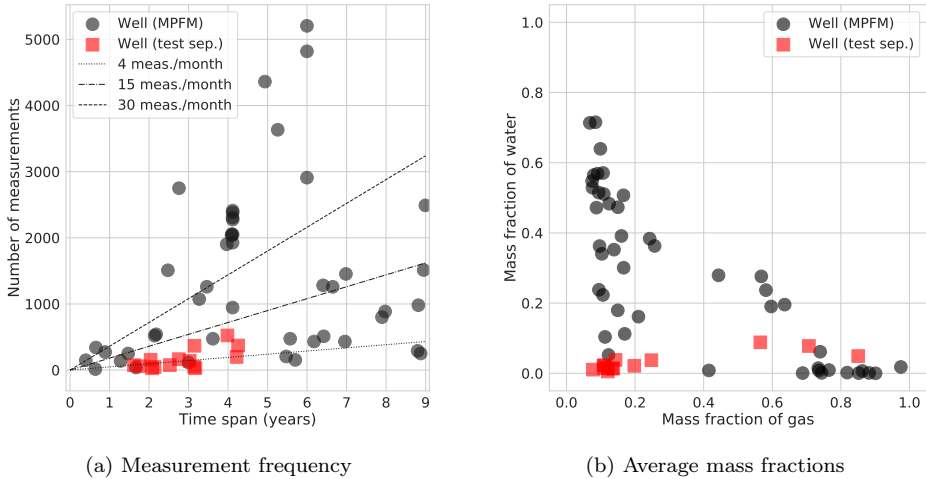 Well (MPFM)
Well (test sep.)
4 meas./month
15 meas./month
30 meas./month
Number of measurements
5000
4000
3000
2000
1000
0
0 1 2 3 4 5 6 7 8 9
Time span (years)
(a) Measurement frequency
Well (MPFM)
Well (test sep.)
Mass fraction of water
1.0
0.8
0.6
0.4
0.2
0.0
0.0 0.2 0.4 0.6 0.8 1.0
Mass fraction of gas
(b) Average mass fractions